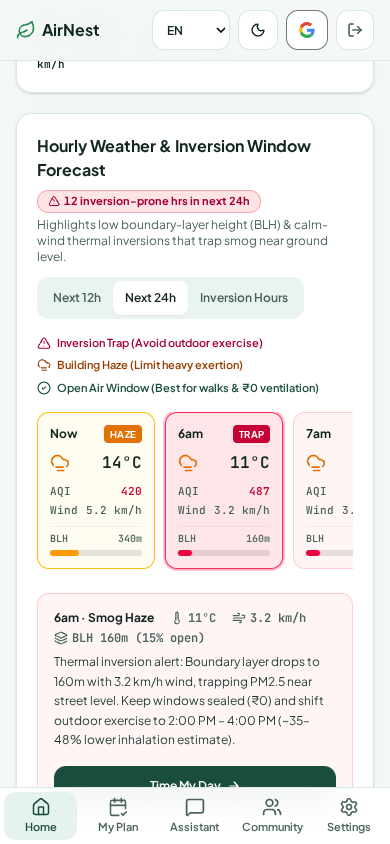 AirNest
EN
km/h
Hourly Weather & Inversion Window
Forecast
12 inversion-prone hrs in next 24h
Highlights low boundary-layer height (BLH) & calm-
wind thermal inversions that trap smog near ground
level.
Next 12h Next 24h Inversion Hours
Inversion Trap (Avoid outdoor exercise)
Building Haze (Limit heavy exertion)
Open Air Window (Best for walks & ₹0 ventilation)
Now HAZE 6am TRAP 7am
14°C 11°C
AQI 420 AQI 487 AQI
Wind 5.2 km/h Wind 3.2 km/h Wind 3.
BLH 340m BLH 160m BLH
6am · Smog Haze 11°C 3.2 km/h
BLH 160m (15% open)
Thermal inversion alert: Boundary layer drops to
160m with 3.2 km/h wind, trapping PM2.5 near
street level. Keep windows sealed (₹0) and shift
outdoor exercise to 2:00 PM – 4:00 PM (~35–
48% lower inhalation estimate).
Time My Day →
Home My Plan Assistant Community Settings